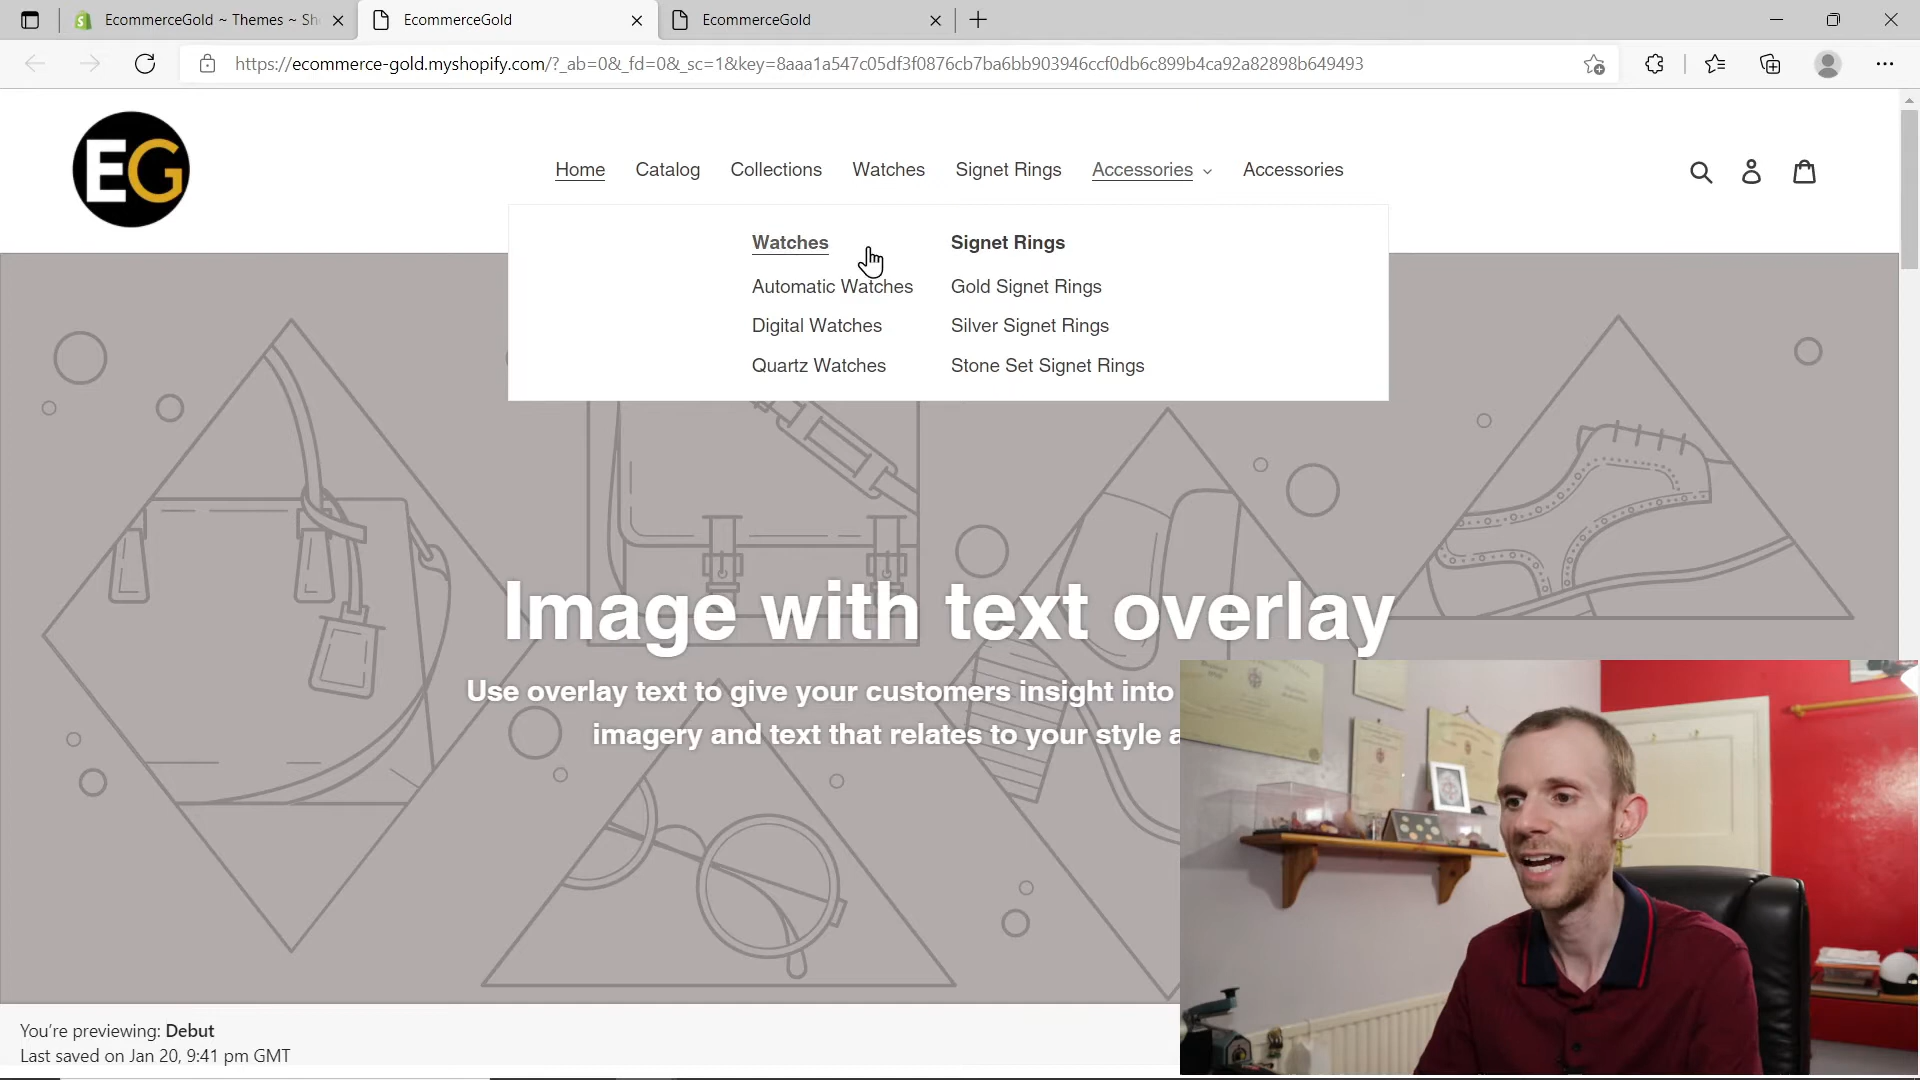 EcommerceGold ~ Themes ~ Sh
EcommerceGold
EcommerceGold
https://ecommerce-gold.myshopify.com/?_ab=0&_fd=0&_sc=1&key=8aaa1a547c05df3f0876cb7ba6bb903946ccf0db6c899b4ca92a82898b649493
EG
Home
Catalog
Collections
Watches
Signet Rings
Accessories
Accessories
Watches
Automatic Watches
Digital Watches
Quartz Watches
Signet Rings
Gold Signet Rings
Silver Signet Rings
Stone Set Signet Rings
Image with text overlay
Use overlay text to give your customers insight into
imagery and text that relates to your style a
You're previewing: Debut
Last saved on Jan 20, 9:41 pm GMT